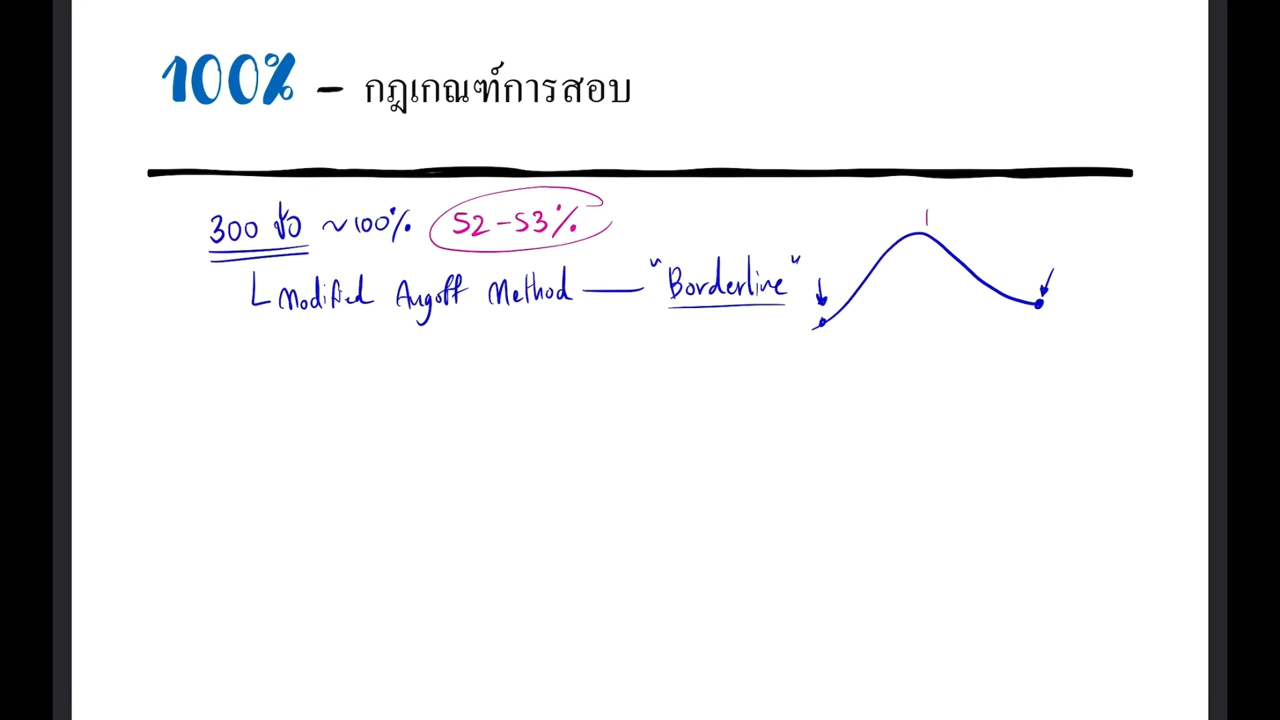 100% - กฎเกณฑ์การสอบ
300 ข้อ ~100% 52-53%
Modified Angoff Method — "Borderline"